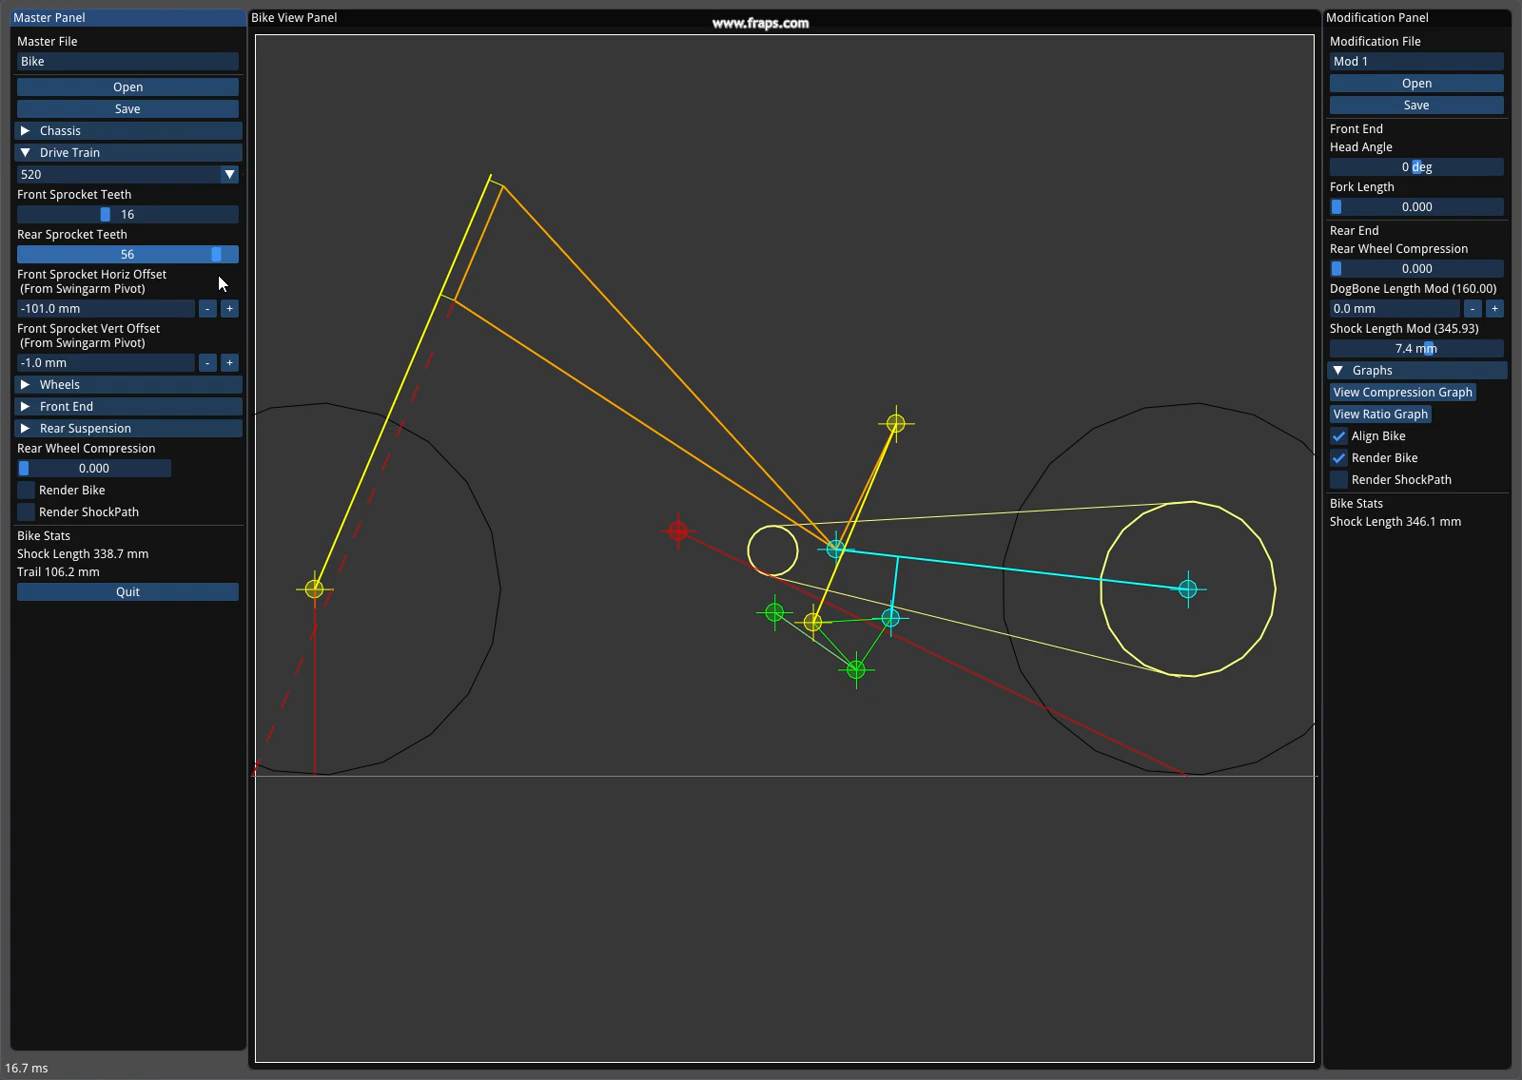 Master Panel
Master File
Bike
Open
Save
Chassis
Drive Train
520
Front Sprocket Teeth
16
Rear Sprocket Teeth
56
Front Sprocket Horiz Offset
(From Swingarm Pivot)
-101.0 mm
-
+
Front Sprocket Vert Offset
(From Swingarm Pivot)
-1.0 mm
-
+
Wheels
Front End
Rear Suspension
Rear Wheel Compression
0.000
Render Bike
Render ShockPath
Bike Stats
Shock Length 338.7 mm
Trail 106.2 mm
Quit
16.7 ms
Bike View Panel
www.fraps.com
Modification Panel
Modification File
Mod 1
Open
Save
Front End
Head Angle
0 deg
Fork Length
0.000
Rear End
Rear Wheel Compression
0.000
DogBone Length Mod (160.00)
0.0 mm
-
+
Shock Length Mod (345.93)
7.4 mm
Graphs
View Compression Graph
View Ratio Graph
Align Bike
Render Bike
Render ShockPath
Bike Stats
Shock Length 346.1 mm